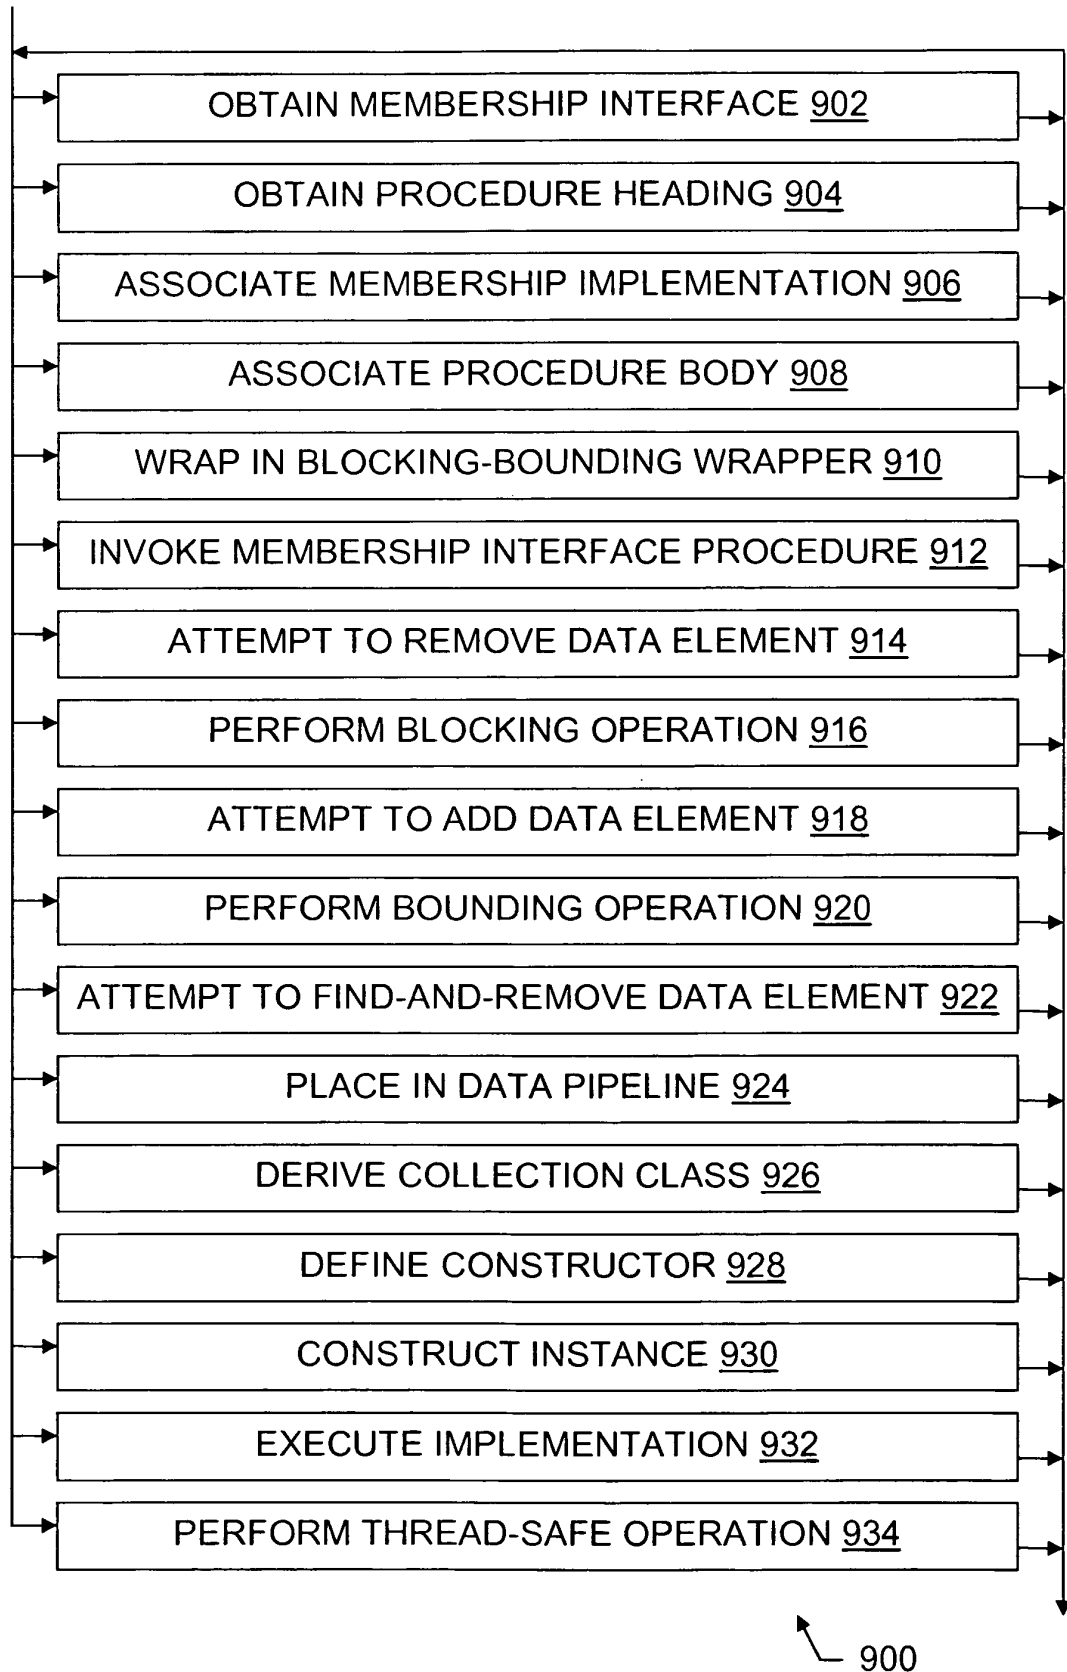 OBTAIN MEMBERSHIP INTERFACE 902
OBTAIN PROCEDURE HEADING 904
ASSOCIATE MEMBERSHIP IMPLEMENTATION 906
ASSOCIATE PROCEDURE BODY 908
WRAP IN BLOCKING-BOUNDING WRAPPER 910
INVOKE MEMBERSHIP INTERFACE PROCEDURE 912
ATTEMPT TO REMOVE DATA ELEMENT 914
PERFORM BLOCKING OPERATION 916
ATTEMPT TO ADD DATA ELEMENT 918
PERFORM BOUNDING OPERATION 920
ATTEMPT TO FIND-AND-REMOVE DATA ELEMENT 922
PLACE IN DATA PIPELINE 924
DERIVE COLLECTION CLASS 926
DEFINE CONSTRUCTOR 928
CONSTRUCT INSTANCE 930
EXECUTE IMPLEMENTATION 932
PERFORM THREAD-SAFE OPERATION 934
900